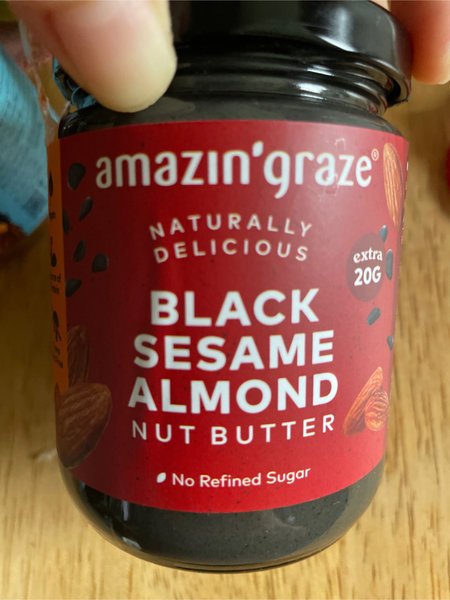 amazin'graze®
NATURALLY
DELICIOUS
extra
20G
BLACK
SESAME
ALMOND
NUT BUTTER
No Refined Sugar